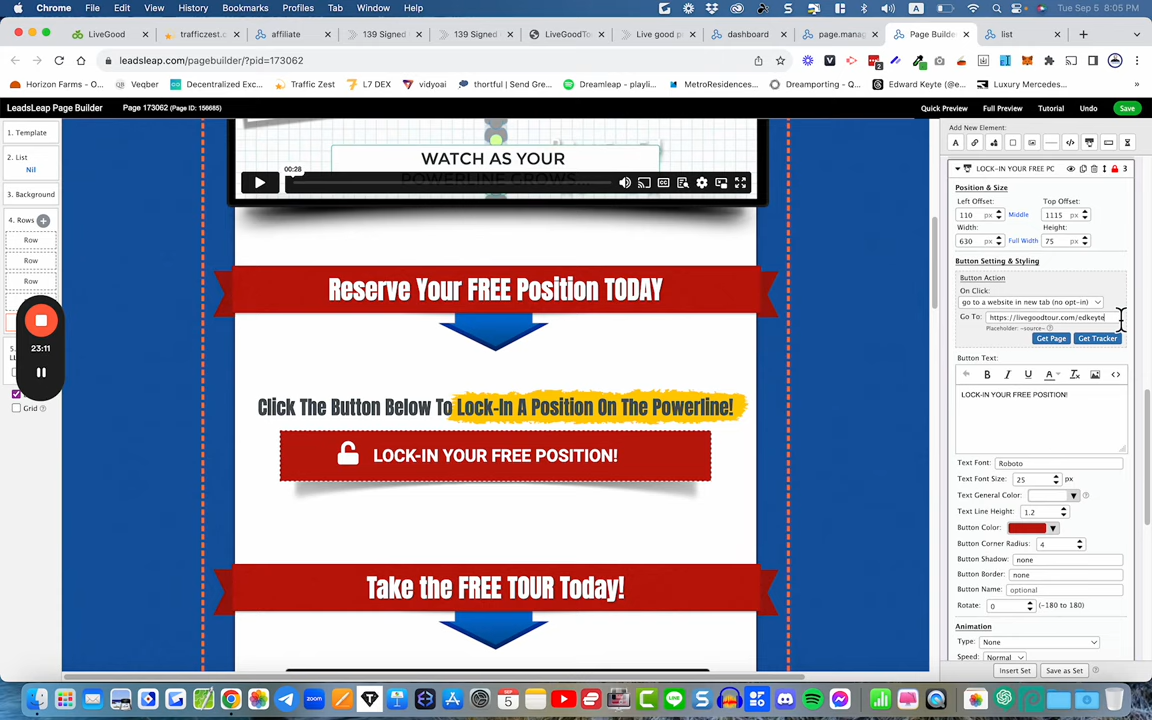 Chrome File Edit View History Bookmarks Profiles Tab Window Help Tue Sep 5 8:05 PM
LiveGood trafficzest.c affiliate 139 Signed 139 Signed LiveGoodTo Live good p dashboard page.mana Page Builde list
leadsleap.com/pagebuilder/?pid=173062
Horizon Farms - O... Veqber Decentralized Exc... Traffic Zest L7 DEX vidyoai thortful | Send Gre... Dreamleap - playli... MetroResidences... Dreamporting - Q... Edward Keyte (@e... Luxury Mercedes...
LeadsLeap Page Builder Page 173062 (Page ID: 156685) Quick Preview Full Preview Tutorial Undo Save
1. Template
2. List
Nil
3. Background
4. Rows
Row
Row
Row
23:11
Grid
WATCH AS YOUR
POWERLINE GROWS...
00:28
Reserve Your FREE Position TODAY
Click The Button Below To Lock-In A Position On The Powerline!
LOCK-IN YOUR FREE POSITION!
Take the FREE TOUR Today!
Add New Element:
LOCK-IN YOUR FREE PC 3
Position & Size
Left Offset: Top Offset:
110 px Middle 1115 px
Width: Height:
630 px Full Width 75 px
Button Setting & Styling
Button Action
On Click:
go to a website in new tab (no opt-in)
Go To: https://livegoodtour.com/edkeyte
Placeholder: ~source~
Get Page Get Tracker
Button Text:
B I U A
LOCK-IN YOUR FREE POSITION!
Text Font: Roboto
Text Font Size: 25 px
Text General Color:
Text Line Height: 1.2
Button Color:
Button Corner Radius: 4
Button Shadow: none
Button Border: none
Button Name: optional
Rotate: 0 (-180 to 180)
Animation
Type: None
Speed: Normal
Insert Set Save as Set